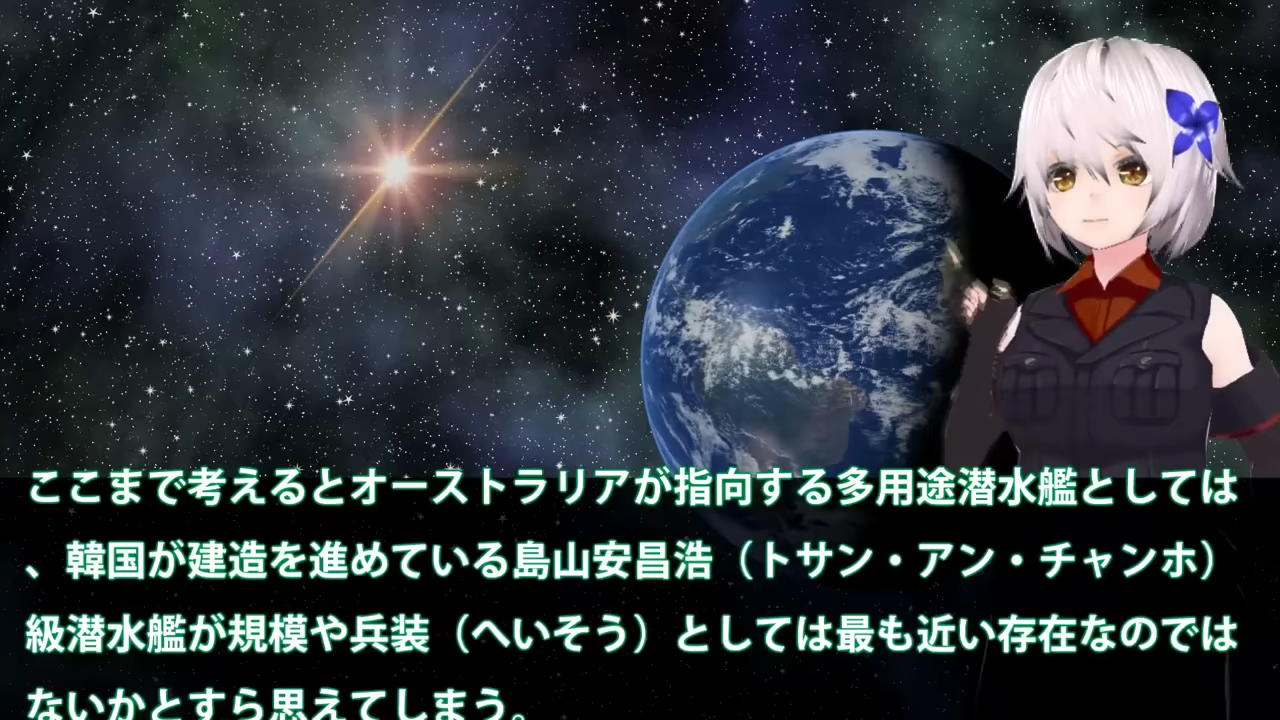 ここまで考えるとオーストラリアが指向する多用途潜水艦としては
、韓国が建造を進めている島山安昌浩（トサン・アン・チャンホ）
級潜水艦が規模や兵装（へいそう）としては最も近い存在なのでは
ないかとすら思えてしまう。